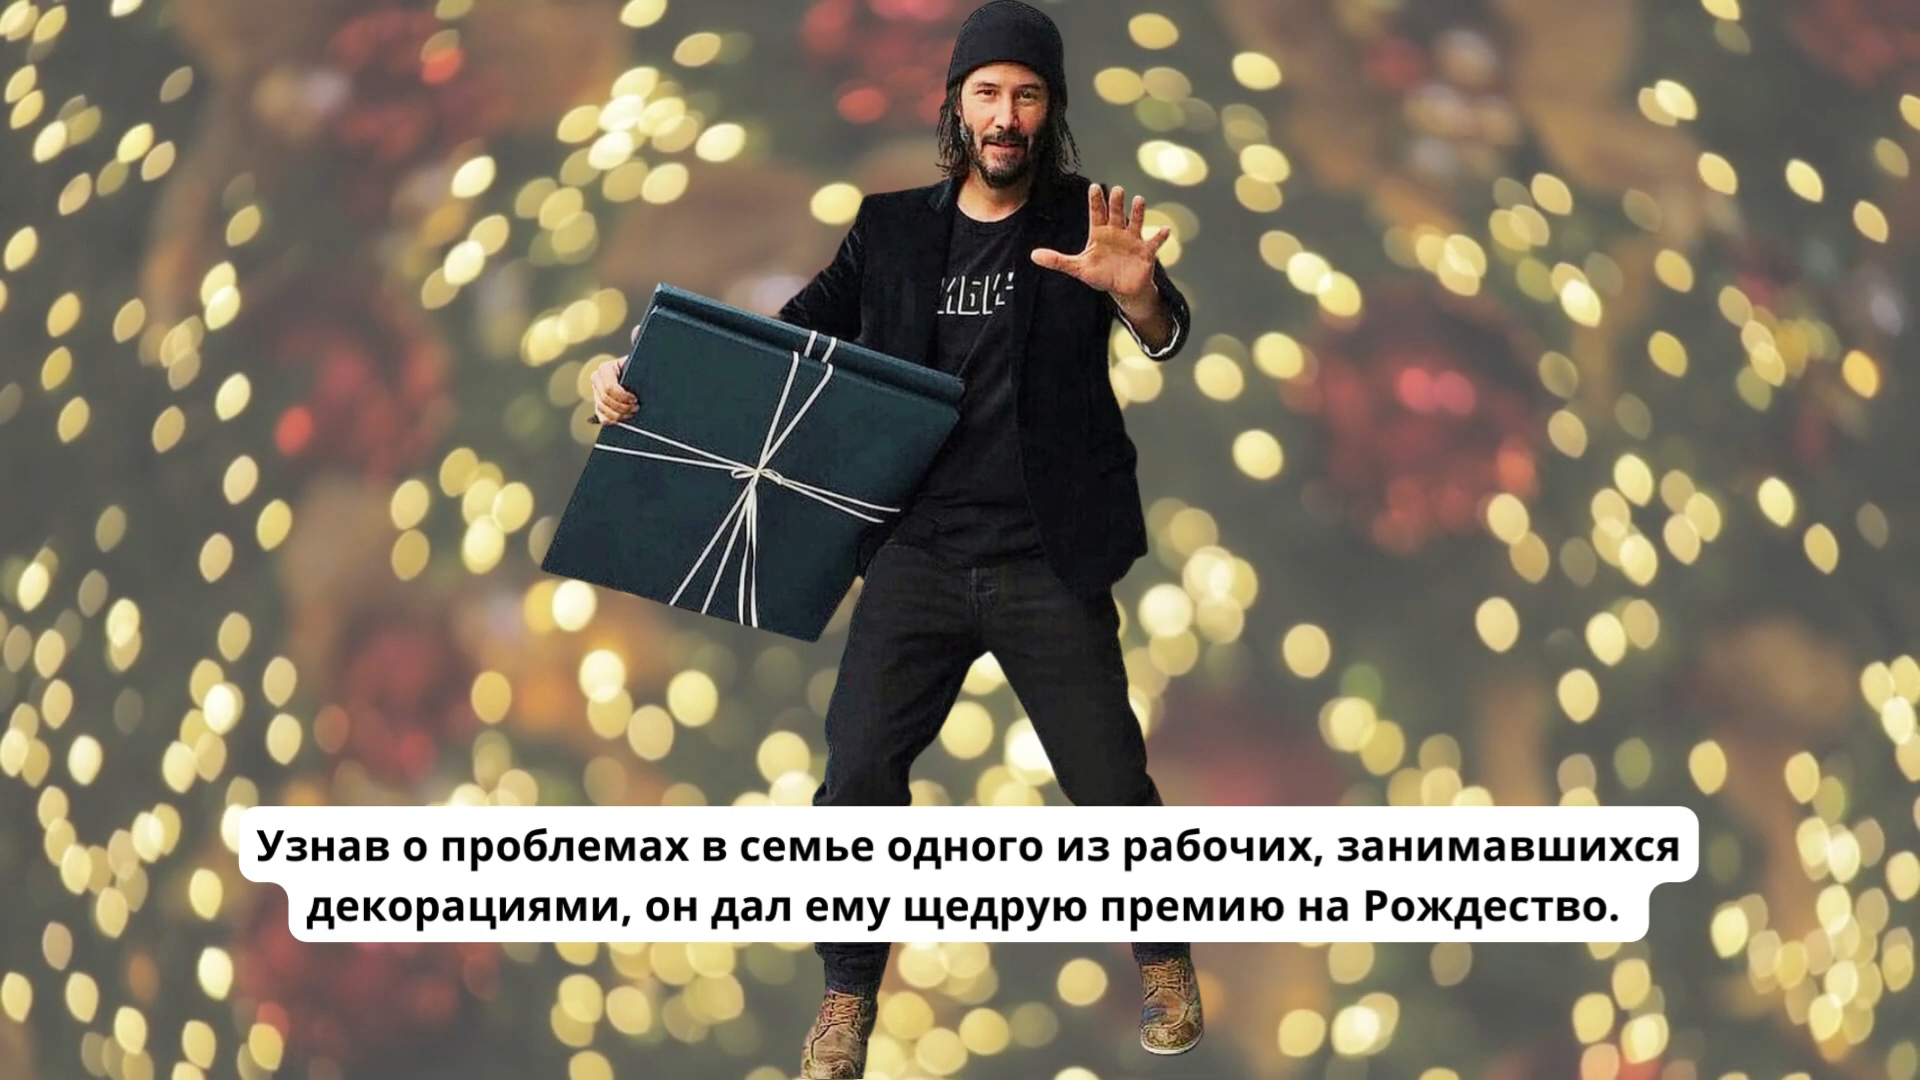 Узнав о проблемах в семье одного из рабочих, занимавшихся
декорациями, он дал ему щедрую премию на Рождество.